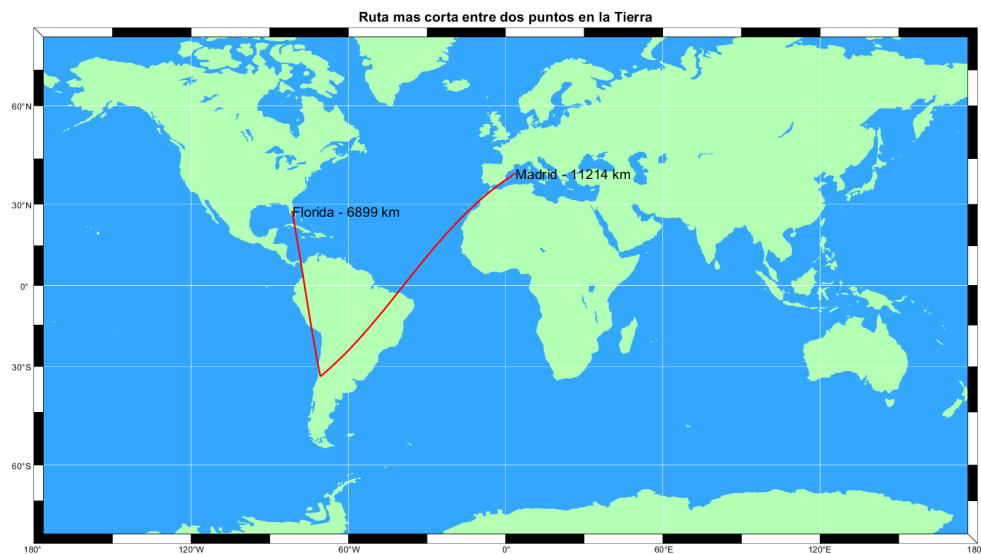 Ruta mas corta entre dos puntos en la Tierra
60°N
Madrid - 11214 km
30°N
Florida - 6899 km
0°
30°S
60°S
180°
120°W
60°W
0°
60°E
120°E
180